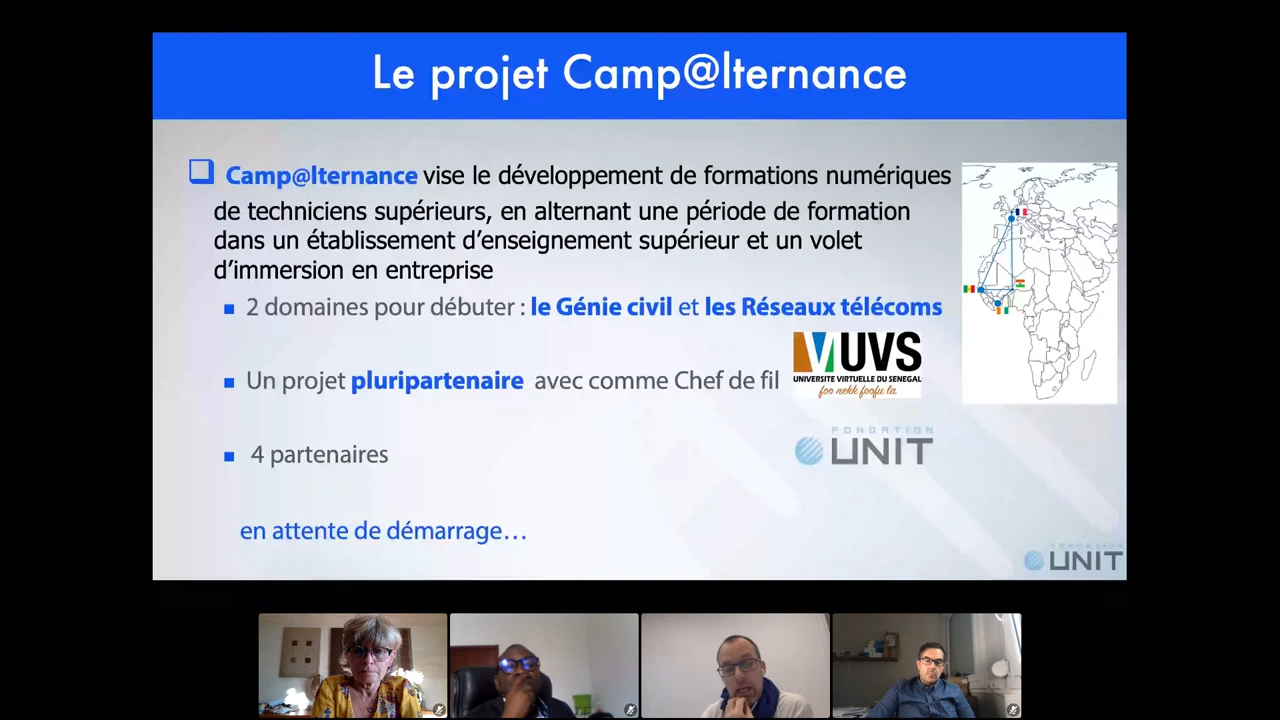 Le projet Camp@lternance
Camp@lternance vise le développement de formations numériques
de techniciens supérieurs, en alternant une période de formation
dans un établissement d'enseignement supérieur et un volet
d'immersion en entreprise
2 domaines pour débuter : le Génie civil et les Réseaux télécoms
Un projet pluripartenaire avec comme Chef de fil
UVS
UNIVERSITE VIRTUELLE DU SENEGAL
foo nekk foofu la
4 partenaires
FONDATION
UNIT
en attente de démarrage...
FONDATION
UNIT